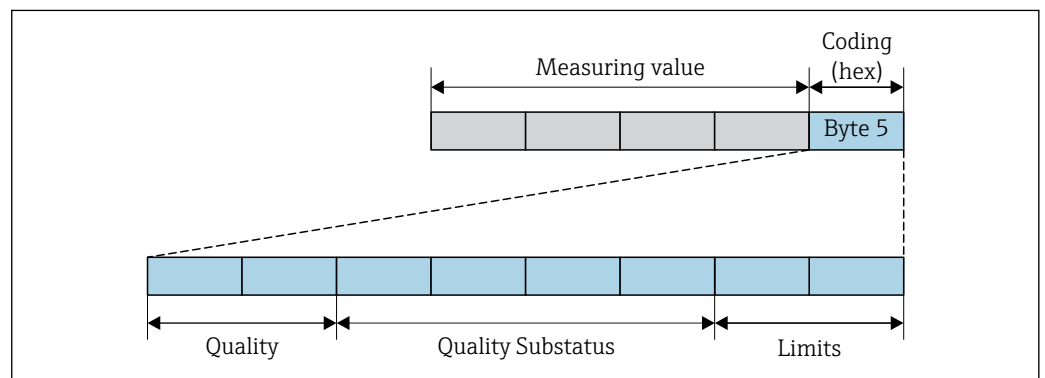 Coding
(hex)
Measuring value
Byte 5
Quality
Quality Substatus
Limits